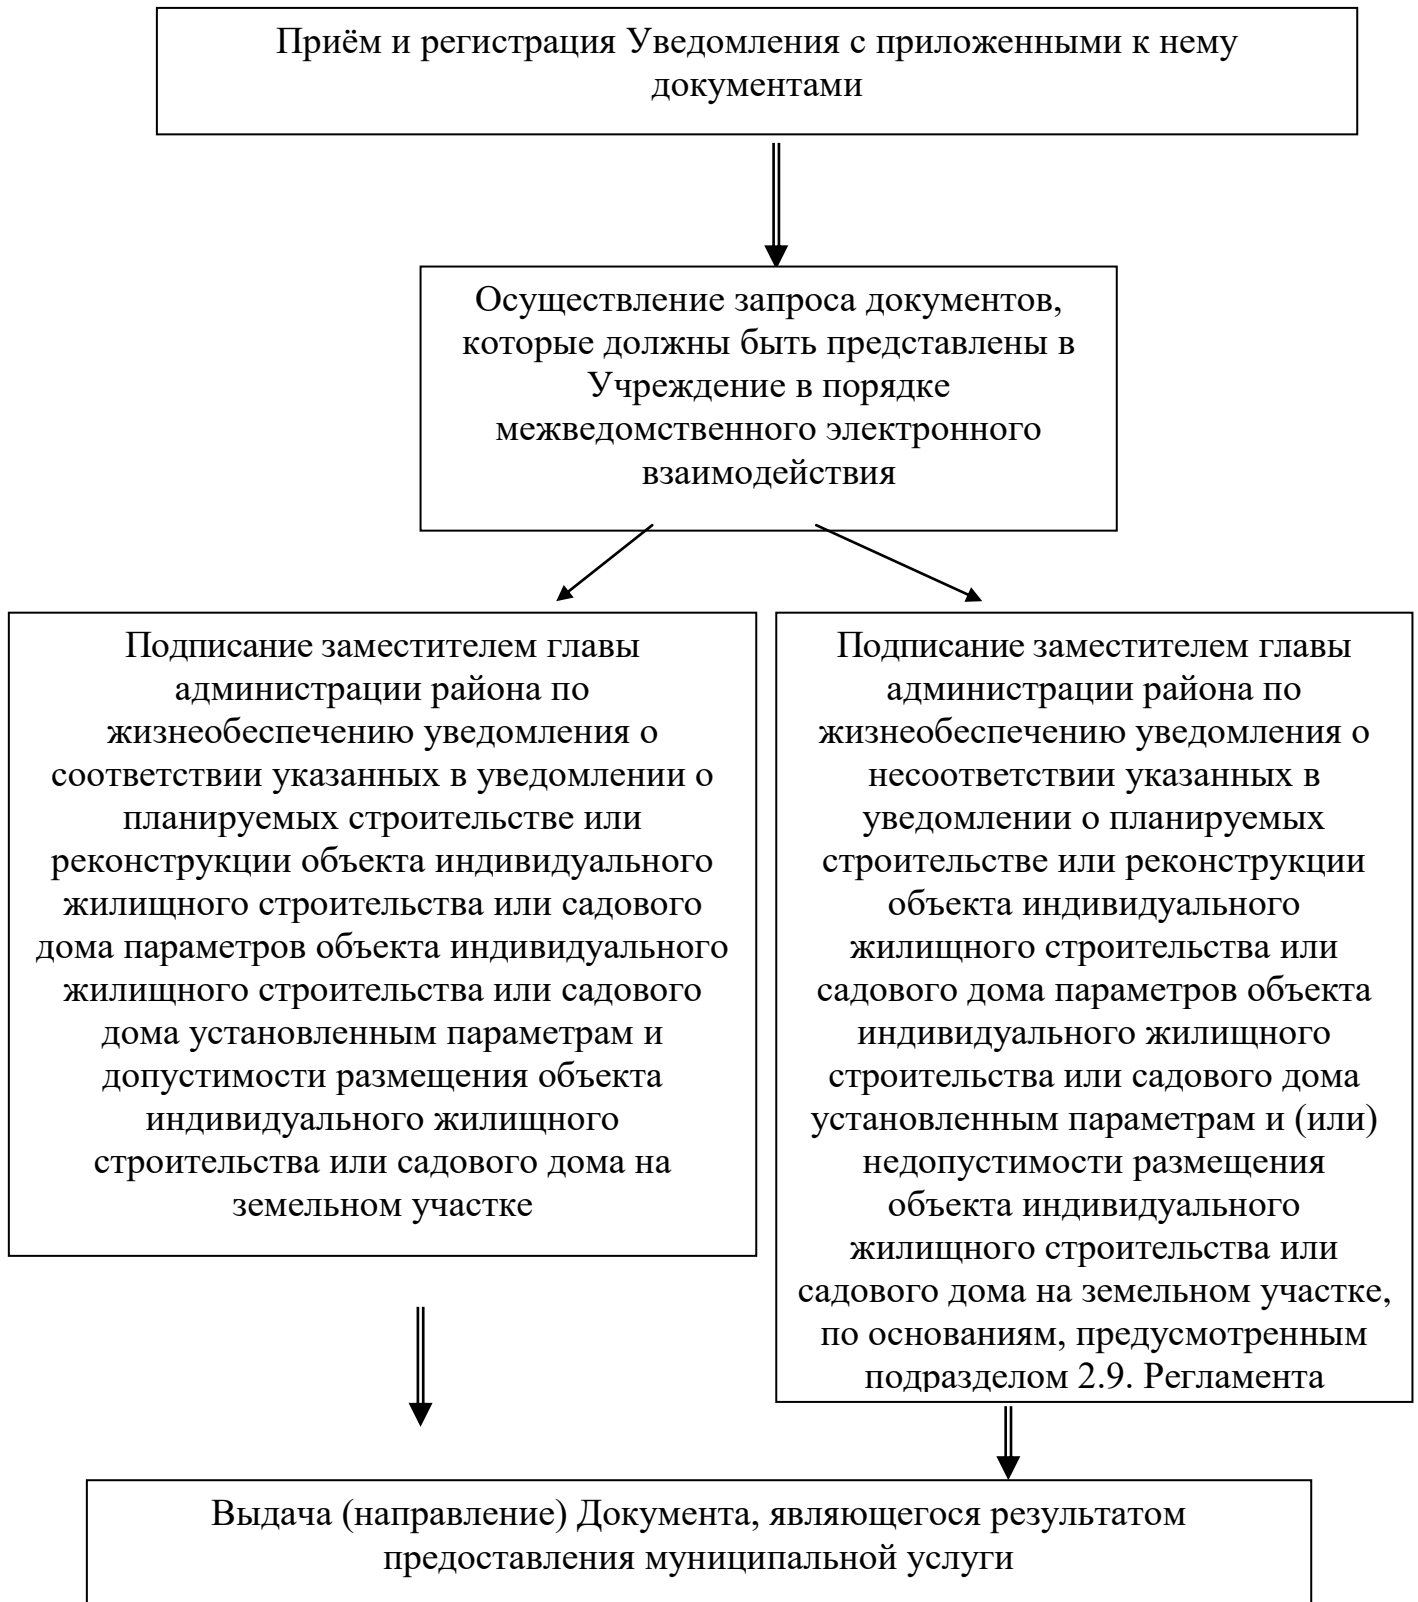 Приём и регистрация Уведомления с приложенными к нему
документами
Осуществление запроса документов,
которые должны быть представлены в
Учреждение в порядке
межведомственного электронного
взаимодействия
Подписание заместителем главы
администрации района по
жизнеобеспечению уведомления о
соответствии указанных в уведомлении о
планируемых строительстве или
реконструкции объекта индивидуального
жилищного строительства или садового
дома параметров объекта индивидуального
жилищного строительства или садового
дома установленным параметрам и
допустимости размещения объекта
индивидуального жилищного
строительства или садового дома на
земельном участке
Подписание заместителем главы
администрации района по
жизнеобеспечению уведомления о
несоответствии указанных в
уведомлении о планируемых
строительстве или реконструкции
объекта индивидуального
жилищного строительства или
садового дома параметров объекта
индивидуального жилищного
строительства или садового дома
установленным параметрам и (или)
недопустимости размещения
объекта индивидуального
жилищного строительства или
садового дома на земельном участке,
по основаниям, предусмотренным
подразделом 2.9. Регламента
Выдача (направление) Документа, являющегося результатом
предоставления муниципальной услуги